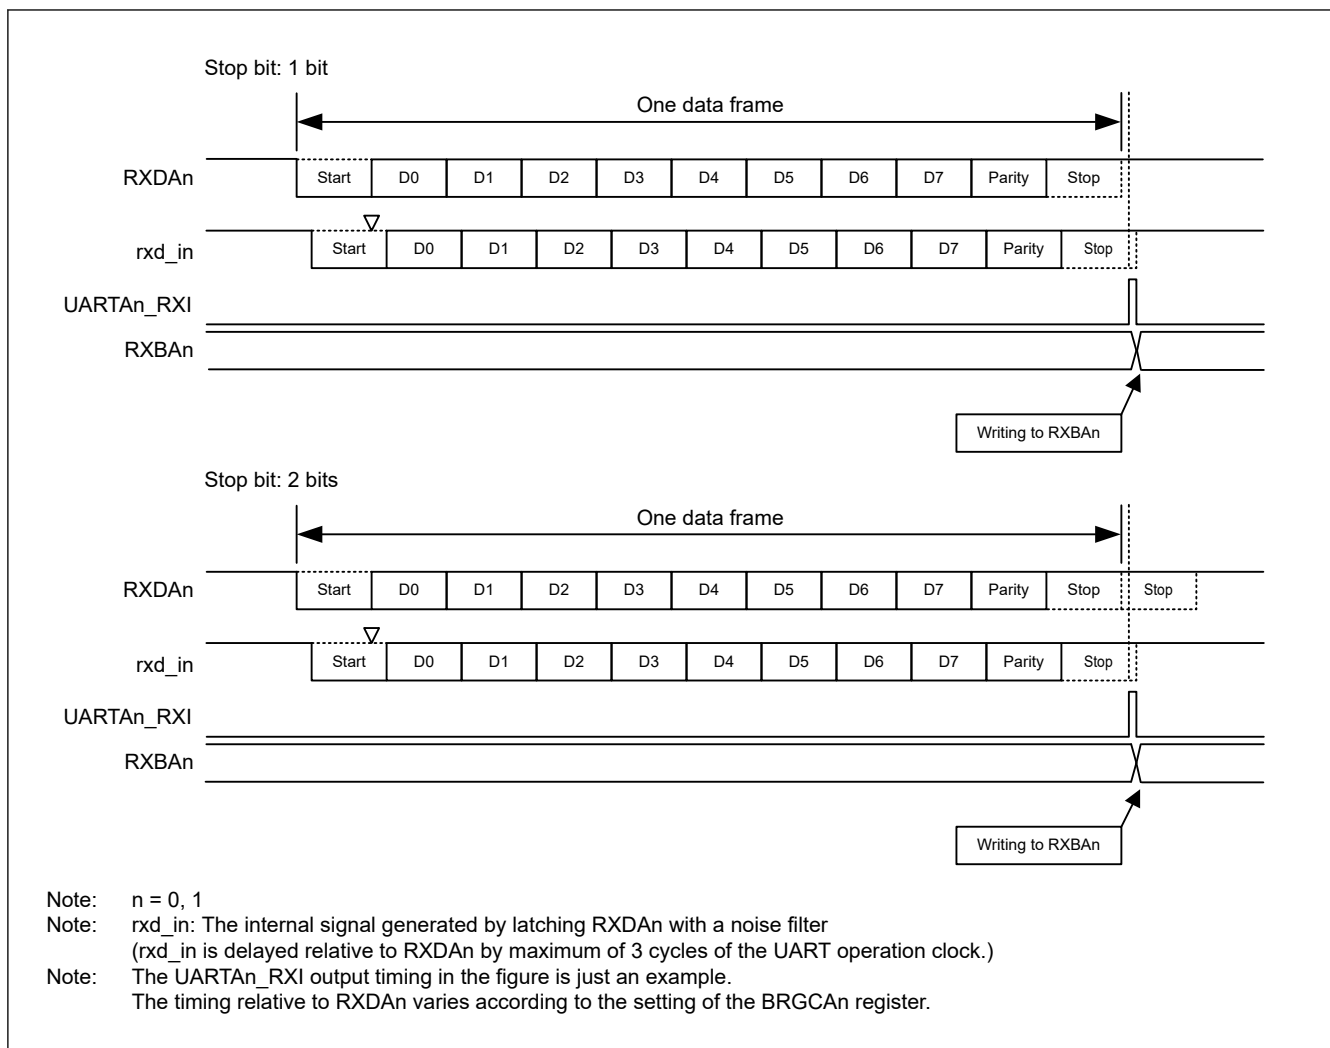 Stop bit: 1 bit
One data frame
RXDAn Start D0 D1 D2 D3 D4 D5 D6 D7 Parity Stop
rxd_in Start D0 D1 D2 D3 D4 D5 D6 D7 Parity Stop
UARTAn_RXI
RXBAn
Writing to RXBAn
Stop bit: 2 bits
One data frame
RXDAn Start D0 D1 D2 D3 D4 D5 D6 D7 Parity Stop Stop
rxd_in Start D0 D1 D2 D3 D4 D5 D6 D7 Parity Stop
UARTAn_RXI
RXBAn
Writing to RXBAn
Note: n = 0, 1
Note: rxd_in: The internal signal generated by latching RXDAn with a noise filter
(rxd_in is delayed relative to RXDAn by maximum of 3 cycles of the UART operation clock.)
Note: The UARTAn_RXI output timing in the figure is just an example.
The timing relative to RXDAn varies according to the setting of the BRGCAn register.